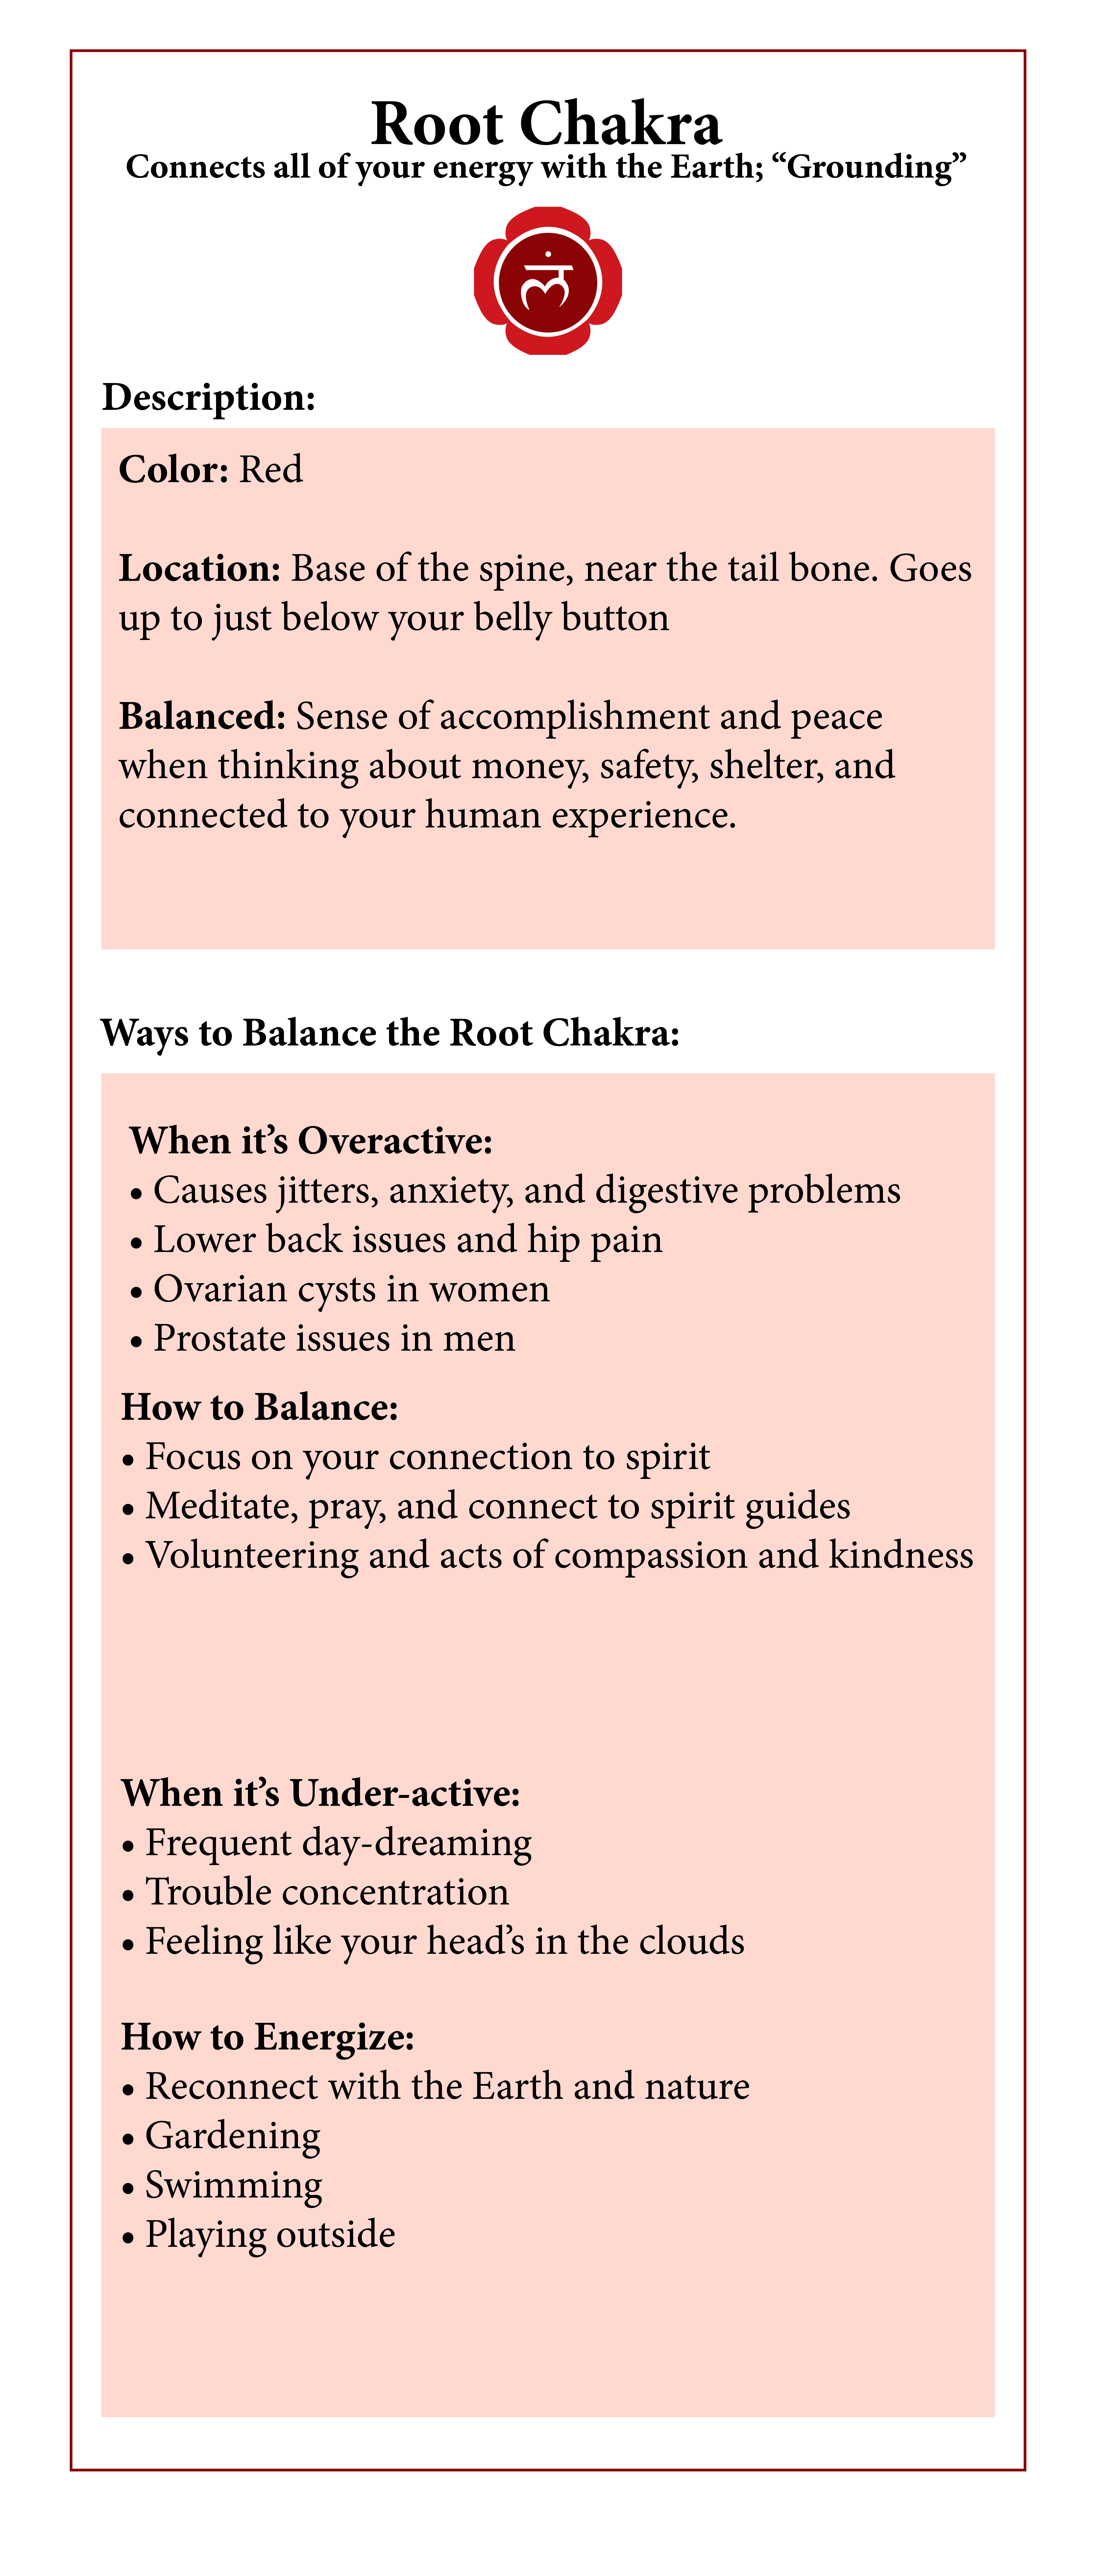 Root Chakra
Connects all of your energy with the Earth; “Grounding”
लं
Description:
Color: Red
Location: Base of the spine, near the tail bone. Goes
up to just below your belly button
Balanced: Sense of accomplishment and peace
when thinking about money, safety, shelter, and
connected to your human experience.
Ways to Balance the Root Chakra:
When it’s Overactive:
• Causes jitters, anxiety, and digestive problems
• Lower back issues and hip pain
• Ovarian cysts in women
• Prostate issues in men
How to Balance:
• Focus on your connection to spirit
• Meditate, pray, and connect to spirit guides
• Volunteering and acts of compassion and kindness
When it’s Under-active:
• Frequent day-dreaming
• Trouble concentration
• Feeling like your head’s in the clouds
How to Energize:
• Reconnect with the Earth and nature
• Gardening
• Swimming
• Playing outside